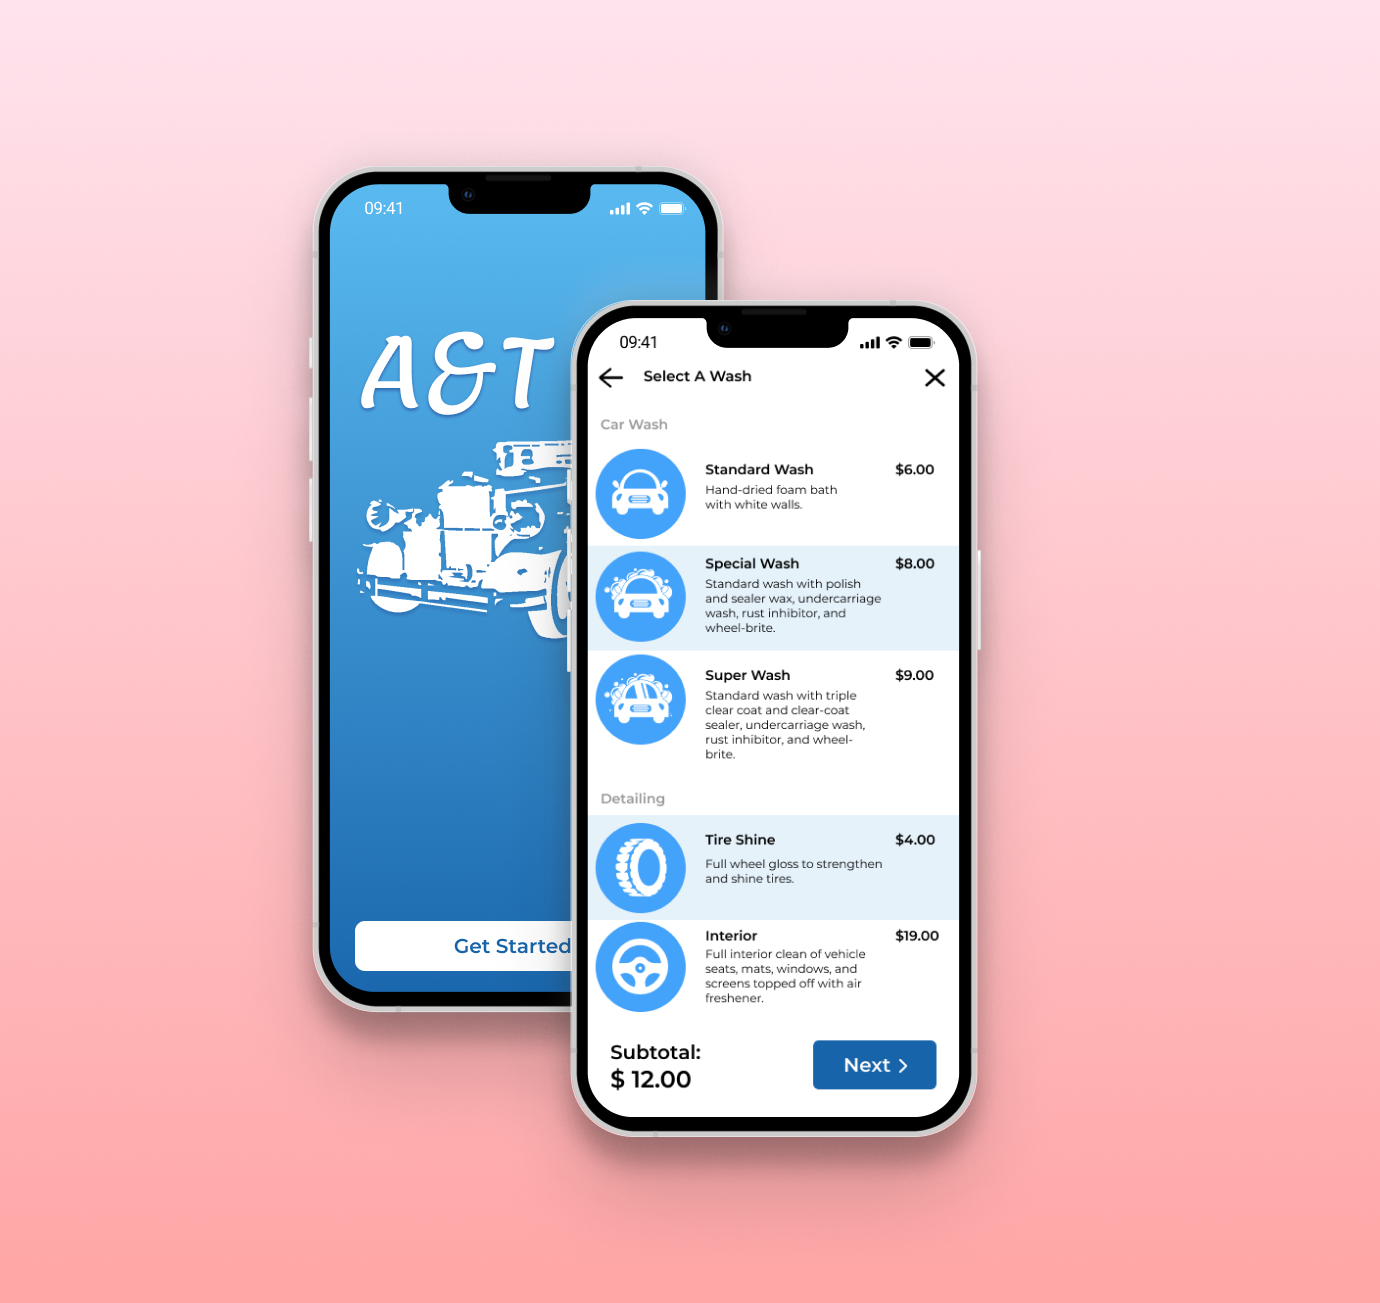 09:41
A&T
Get Started
09:41
Select A Wash
Car Wash
Standard Wash $6.00
Hand-dried foam bath
with white walls.
Special Wash $8.00
Standard wash with polish
and sealer wax, undercarriage
wash, rust inhibitor, and
wheel-brite.
Super Wash $9.00
Standard wash with triple
clear coat and clear-coat
sealer, undercarriage wash,
rust inhibitor, and wheel-
brite.
Detailing
Tire Shine $4.00
Full wheel gloss to strengthen
and shine tires.
Interior $19.00
Full interior clean of vehicle
seats, mats, windows, and
screens topped off with air
freshener.
Subtotal:
$ 12.00
Next